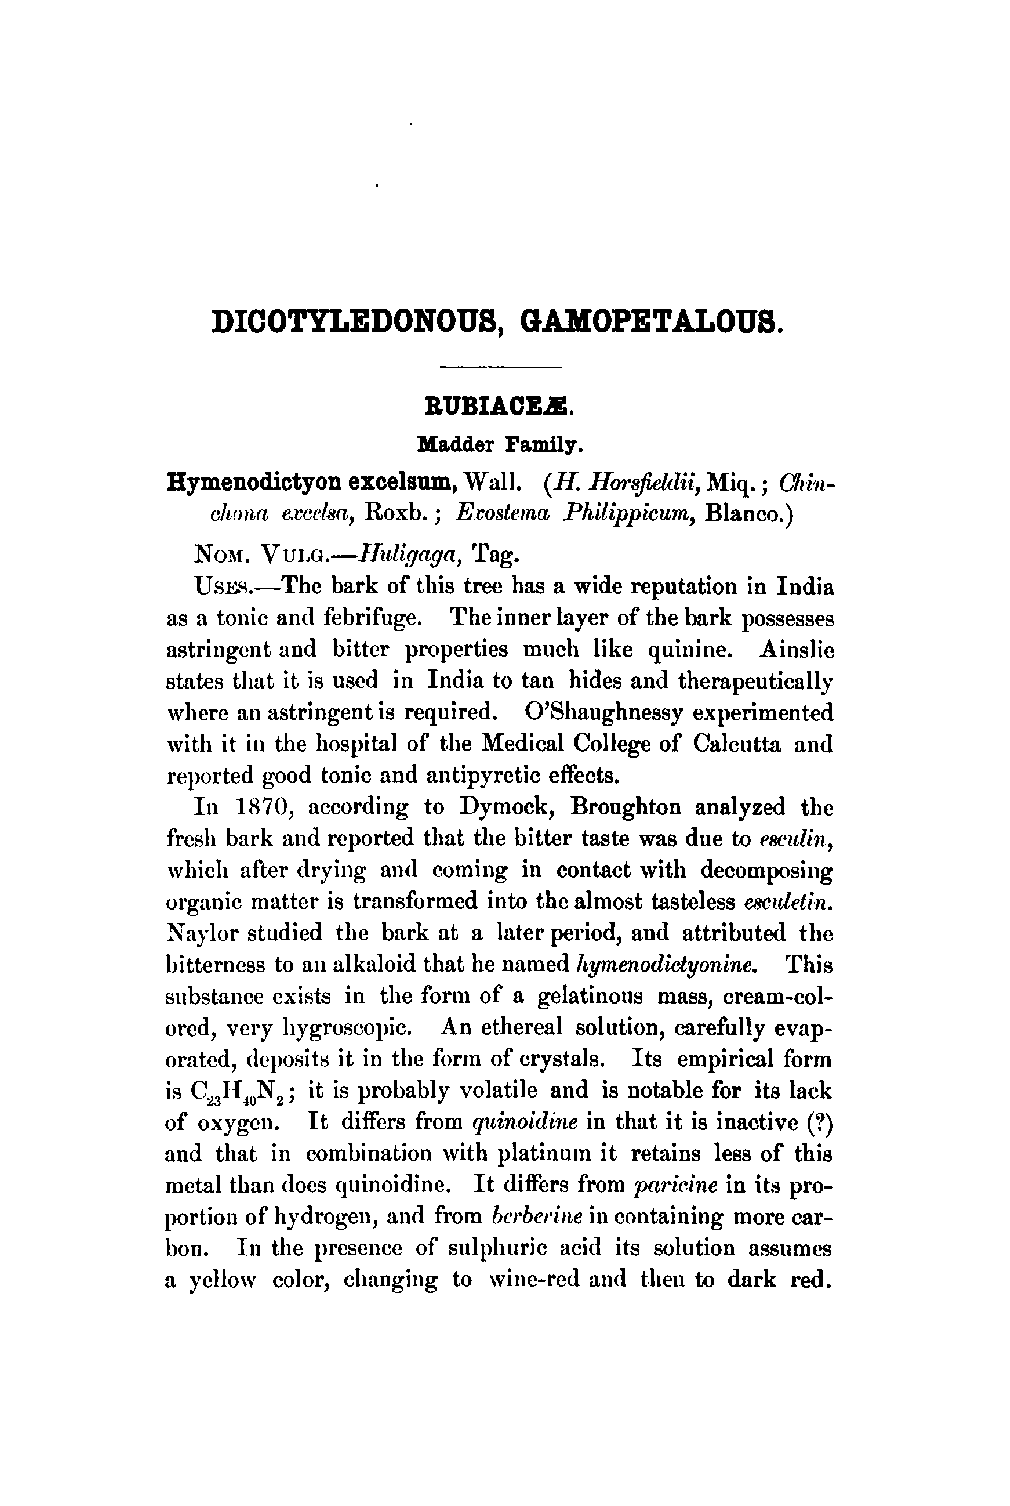 DICOTYLEDONOUS, GAMOPETALOUS.
RUBIACEÆ.
Madder Family.
Hymenodictyon excelsum, Wall. (H. Horsfieldii, Miq.; Chin-
chona excelsa, Roxb.; Exostema Philippicum, Blanco.)
NOM. VULG.—Huligaga, Tag.
USES.—The bark of this tree has a wide reputation in India
as a tonic and febrifuge. The inner layer of the bark possesses
astringent and bitter properties much like quinine. Ainslie
states that it is used in India to tan hides and therapeutically
where an astringent is required. O'Shaughnessy experimented
with it in the hospital of the Medical College of Calcutta and
reported good tonic and antipyretic effects.
In 1870, according to Dymock, Broughton analyzed the
fresh bark and reported that the bitter taste was due to esculin,
which after drying and coming in contact with decomposing
organic matter is transformed into the almost tasteless esculetin.
Naylor studied the bark at a later period, and attributed the
bitterness to an alkaloid that he named hymenodictyonine. This
substance exists in the form of a gelatinous mass, cream-col-
ored, very hygroscopic. An ethereal solution, carefully evap-
orated, deposits it in the form of crystals. Its empirical form
is C₂₃H₄₀N₂; it is probably volatile and is notable for its lack
of oxygen. It differs from quinoidine in that it is inactive (?)
and that in combination with platinum it retains less of this
metal than does quinoidine. It differs from paricine in its pro-
portion of hydrogen, and from berberine in containing more car-
bon. In the presence of sulphuric acid its solution assumes
a yellow color, changing to wine-red and then to dark red.